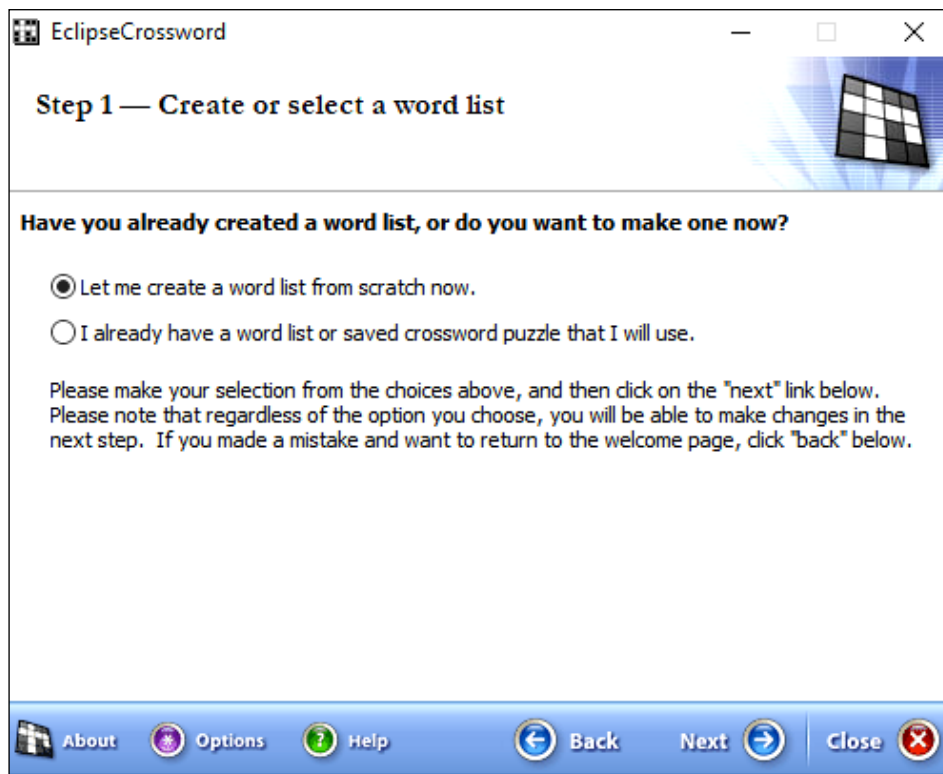 EclipseCrossword
Step 1 — Create or select a word list
Have you already created a word list, or do you want to make one now?
Let me create a word list from scratch now.
I already have a word list or saved crossword puzzle that I will use.
Please make your selection from the choices above, and then click on the "next" link below.
Please note that regardless of the option you choose, you will be able to make changes in the
next step.  If you made a mistake and want to return to the welcome page, click "back" below.
About Options Help Back Next Close